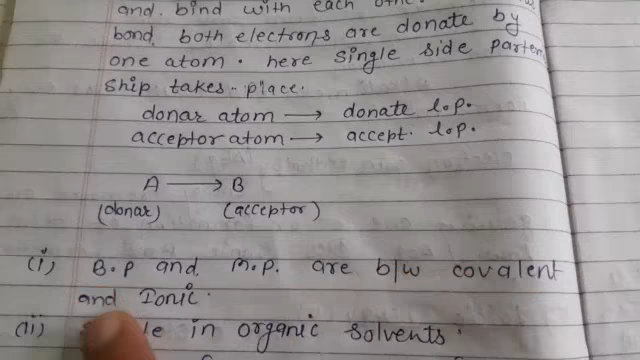 and. bind with each
bond. both electrons are donate by
one atom. here single side parten
ship takes. place.
donar atom → donate l.p.
acceptor atom → accept. l.p.
A → B
(donar) (acceptor)
(i) B.p and M.p. are b/w covalent
and Ionic.
(ii) in organic solvents.